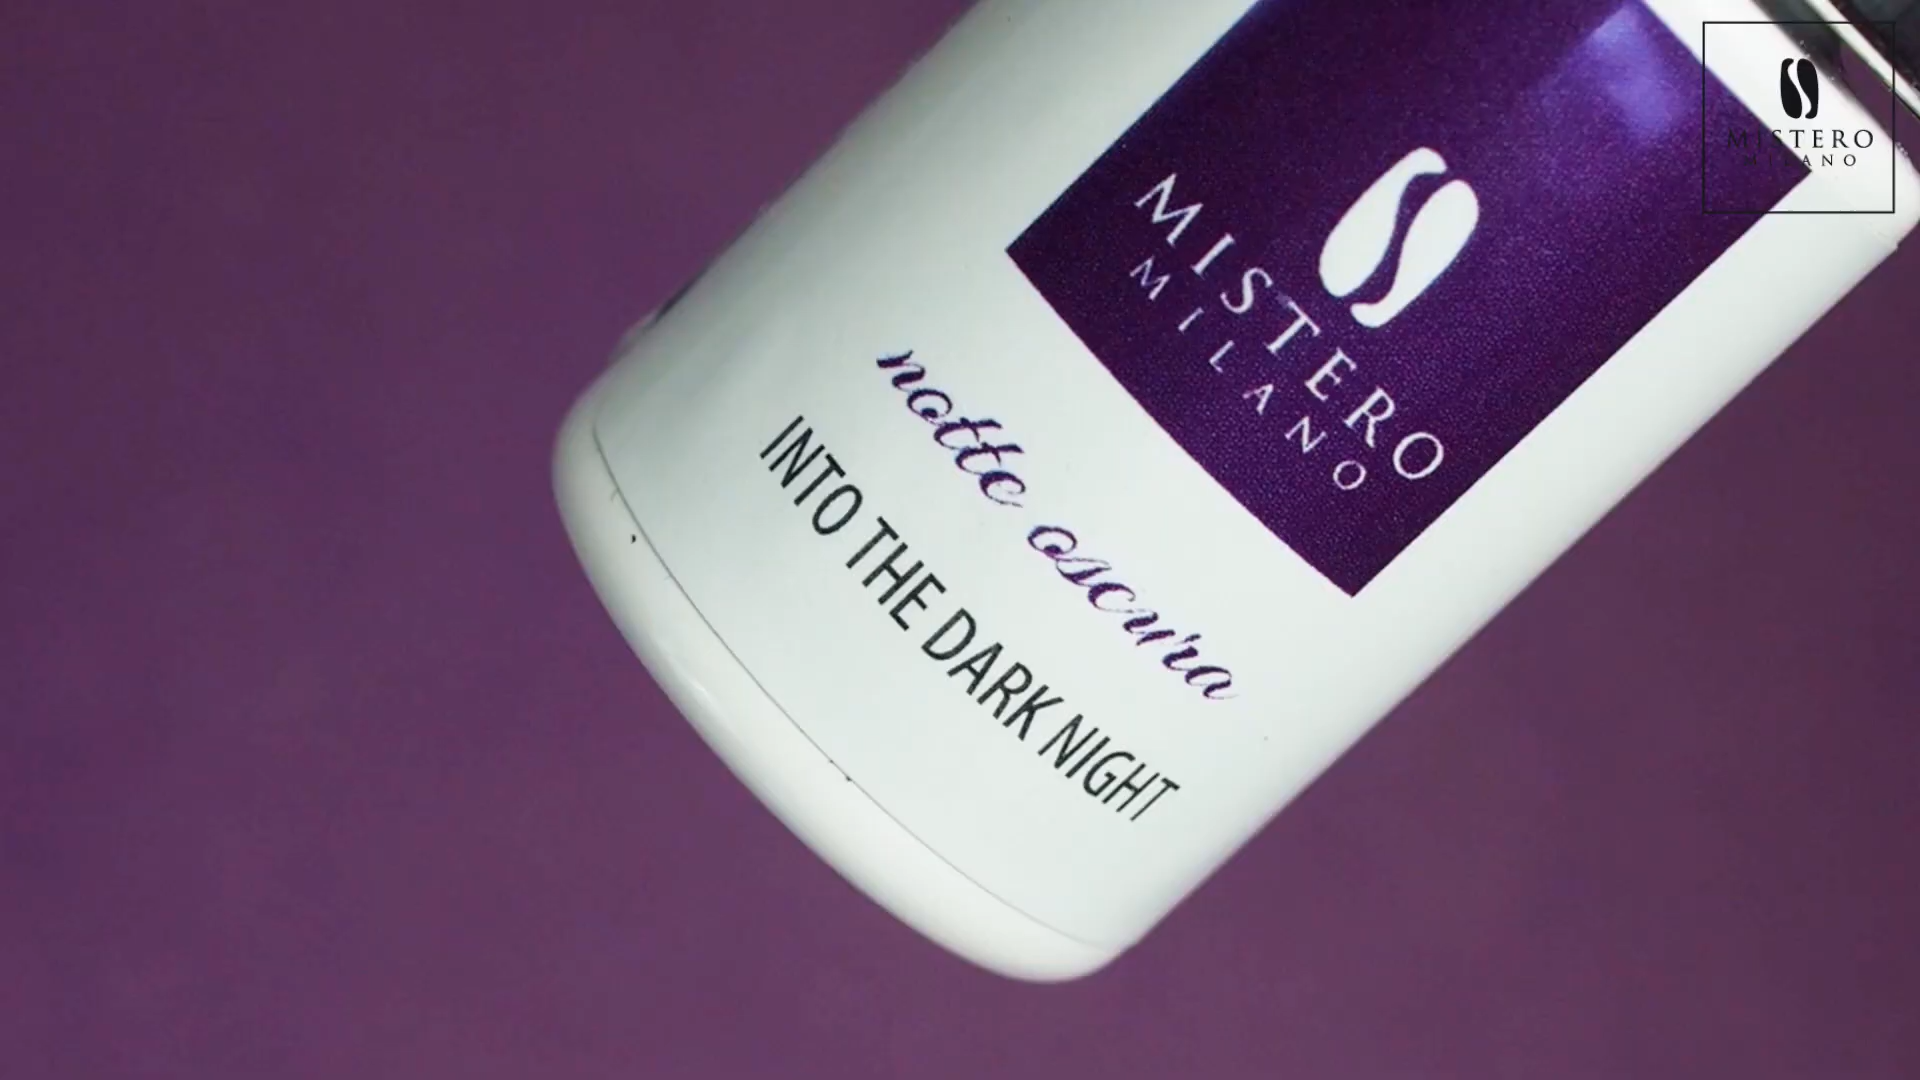 MISTERO
MILANO
notte oscura
INTO THE DARK NIGHT
MISTERO
MILANO